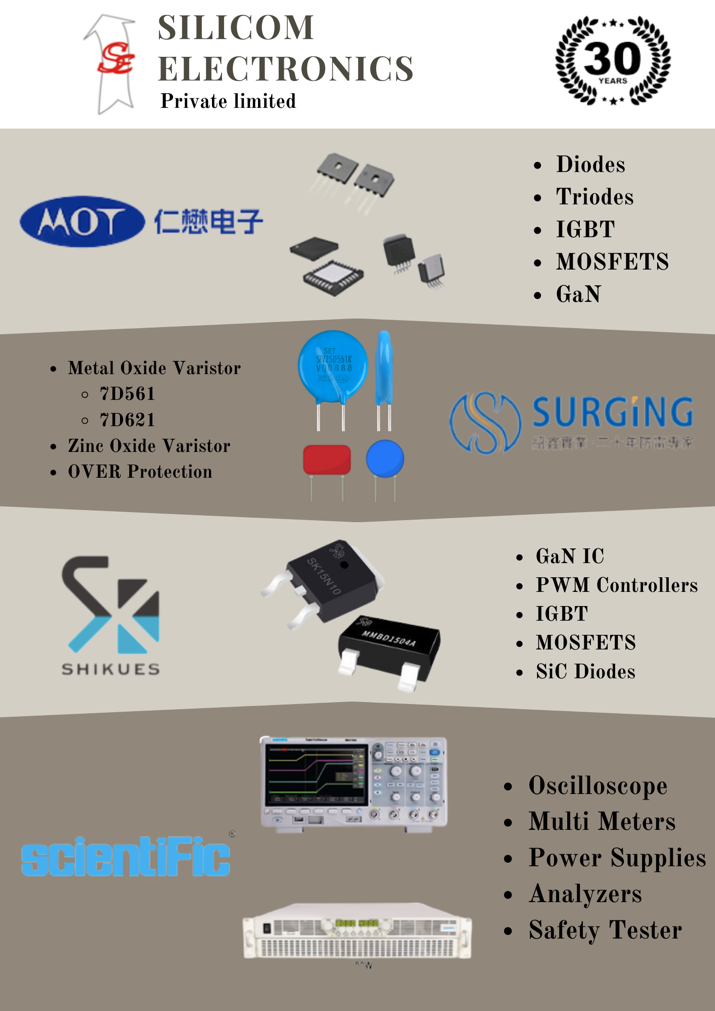 SILICOM
ELECTRONICS
Private limited
30
YEARS
SE
MOT 仁懋电子
Diodes
Triodes
IGBT
MOSFETS
GaN
Metal Oxide Varistor
7D561
7D621
Zinc Oxide Varistor
OVER Protection
SURGING
SHIKUES
SK15N10
MMBD1504A
GaN IC
PWM Controllers
IGBT
MOSFETS
SiC Diodes
scientiFic
Oscilloscope
Multi Meters
Power Supplies
Analyzers
Safety Tester